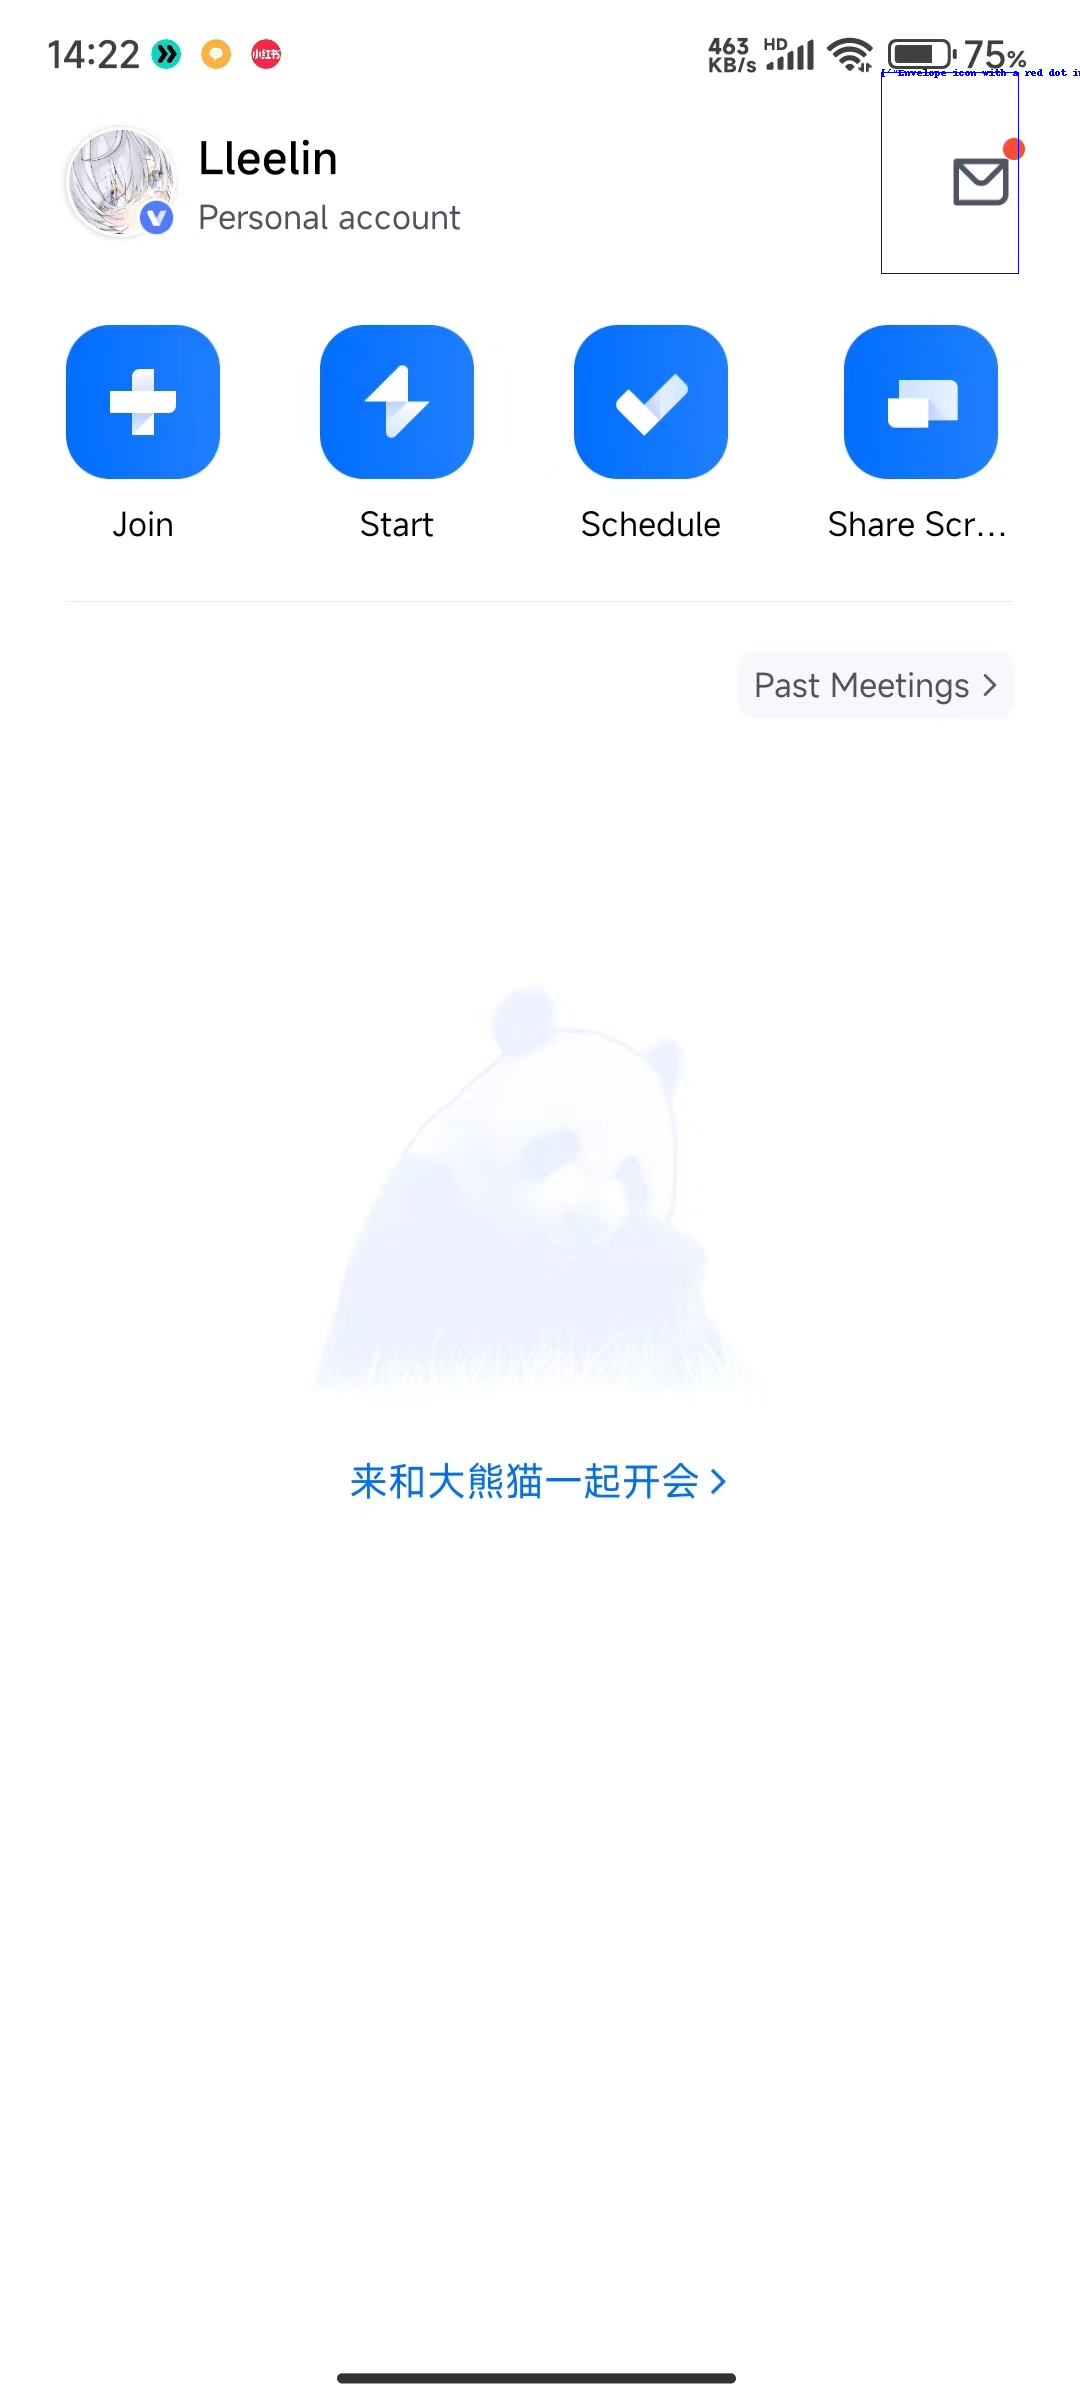 14:22
小红书
463 KB/s
HD
75%
["Envelope icon with a red dot in
Lleelin
Personal account
Join
Start
Schedule
Share Scr...
Past Meetings
来和大熊猫一起开会